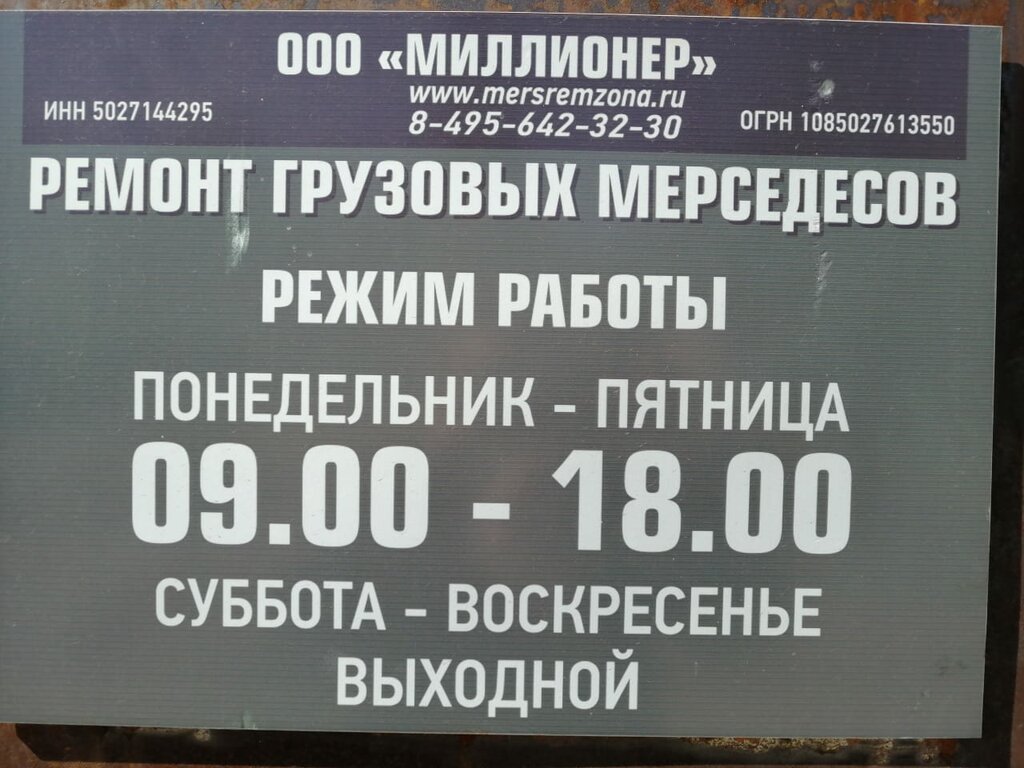 ООО «МИЛЛИОНЕР»
www.mersremzona.ru
ИНН 5027144295
8-495-642-32-30
ОГРН 1085027613550
РЕМОНТ ГРУЗОВЫХ МЕРСЕДЕСОВ
РЕЖИМ РАБОТЫ
ПОНЕДЕЛЬНИК - ПЯТНИЦА
09.00 - 18.00
СУББОТА - ВОСКРЕСЕНЬЕ
ВЫХОДНОЙ